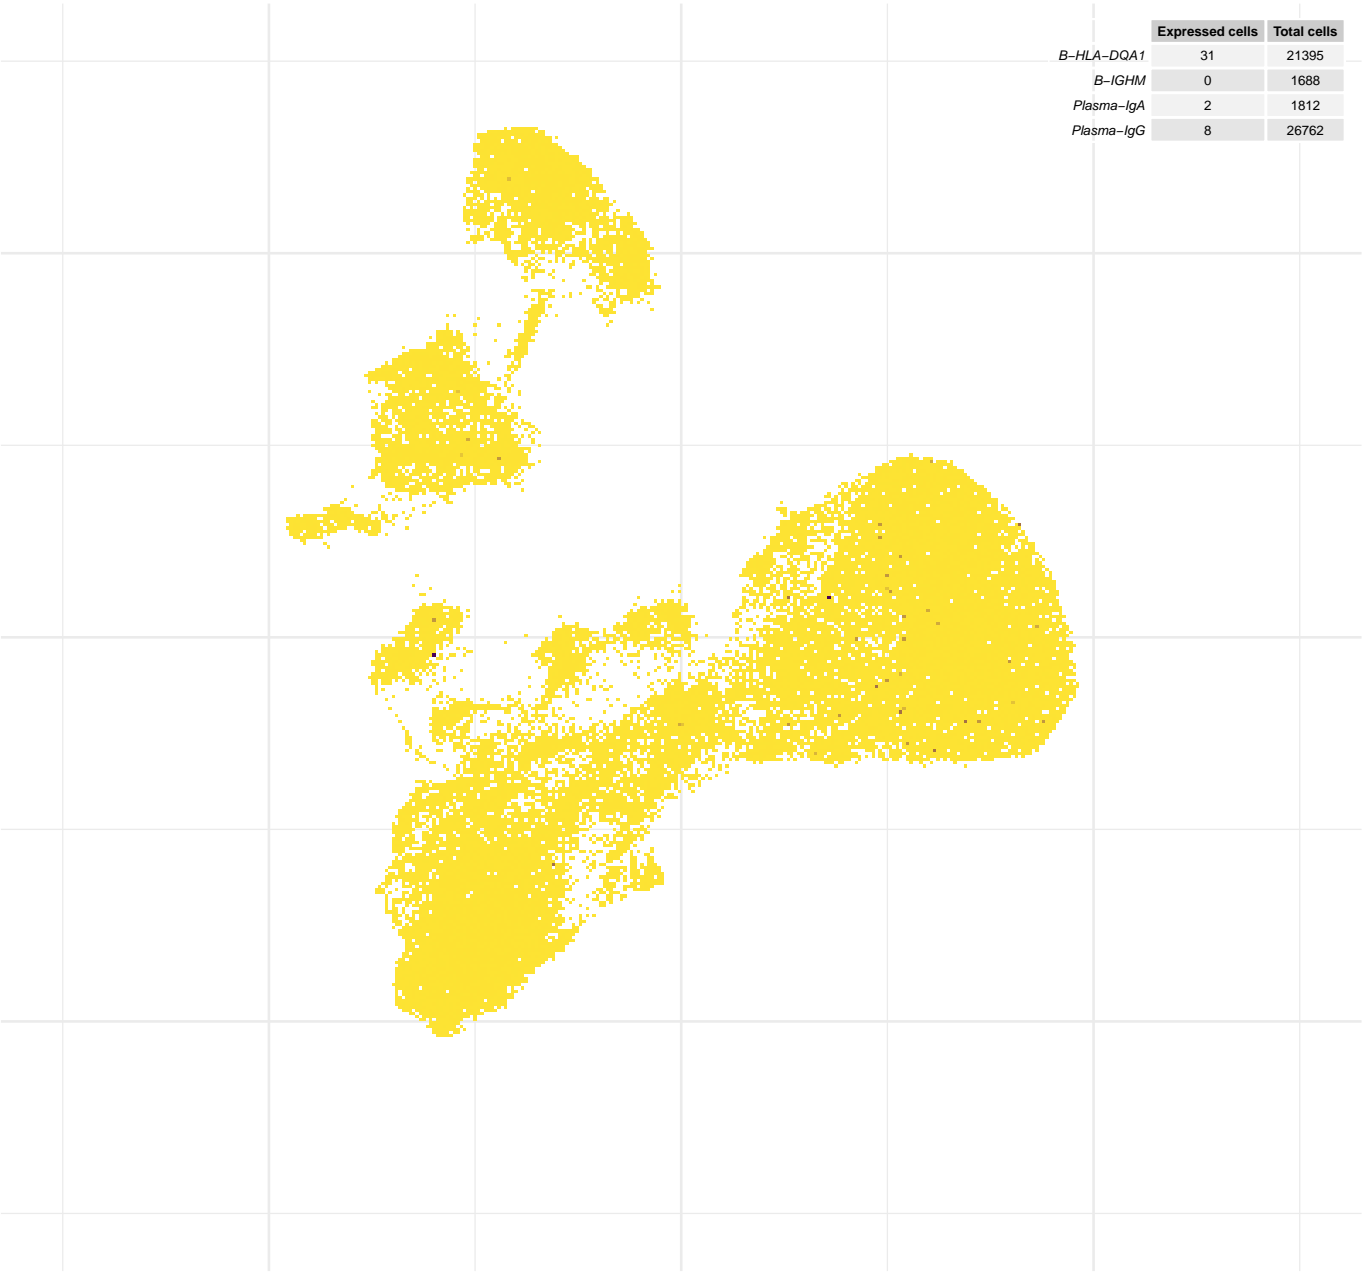 Expressed cells Total cells
B−HLA−DQA1 31 21395
B−IGHM 0 1688
Plasma−IgA 2 1812
Plasma−IgG 8 26762